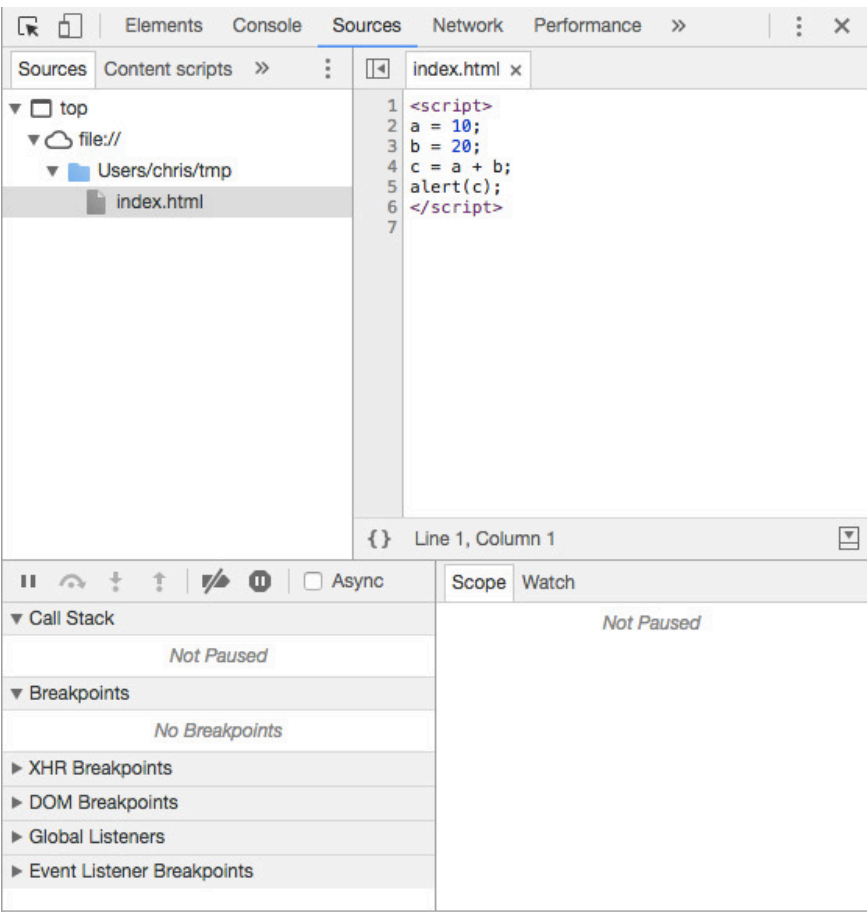 Elements Console Sources Network Performance »
Sources Content scripts »
index.html ×
top
file://
Users/chris/tmp
index.html
1 <script>
2 a = 10;
3 b = 20;
4 c = a + b;
5 alert(c);
6 </script>
7
{} Line 1, Column 1
Async
Call Stack
Not Paused
Breakpoints
No Breakpoints
XHR Breakpoints
DOM Breakpoints
Global Listeners
Event Listener Breakpoints
Scope Watch
Not Paused